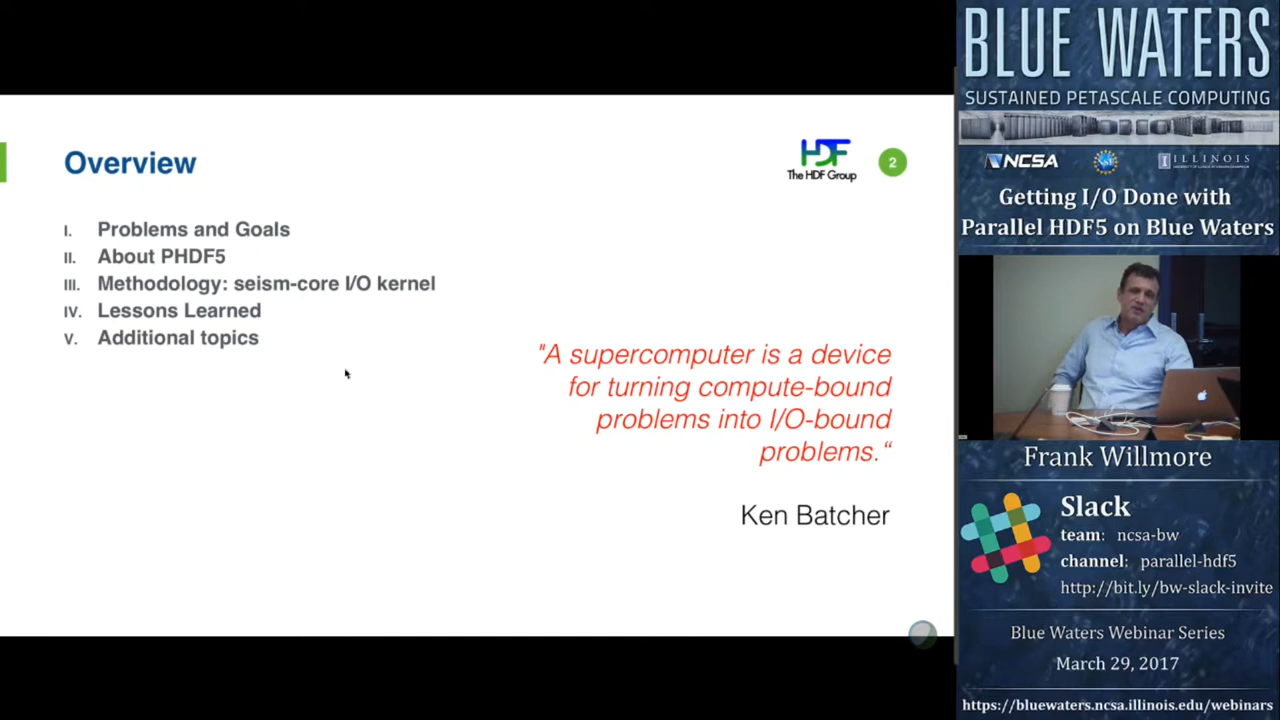 Overview
HDF
The HDF Group
2
I. Problems and Goals
II. About PHDF5
III. Methodology: seism-core I/O kernel
IV. Lessons Learned
V. Additional topics
"A supercomputer is a device
for turning compute-bound
problems into I/O-bound
problems.“
Ken Batcher
BLUE WATERS
SUSTAINED PETASCALE COMPUTING
NCSA
ILLINOIS
Getting I/O Done with
Parallel HDF5 on Blue Waters
Frank Willmore
Slack
team: ncsa-bw
channel: parallel-hdf5
http://bit.ly/bw-slack-invite
Blue Waters Webinar Series
March 29, 2017
https://bluewaters.ncsa.illinois.edu/webinars